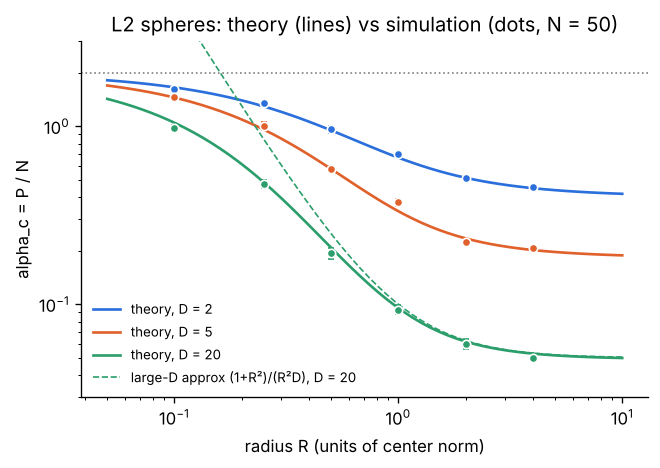 L2 spheres: theory (lines) vs simulation (dots, N = 50)
alpha_c = P / N
10⁰
10⁻¹
theory, D = 2
theory, D = 5
theory, D = 20
large-D approx (1+R²)/(R²D), D = 20
10⁻¹
10⁰
10¹
radius R (units of center norm)